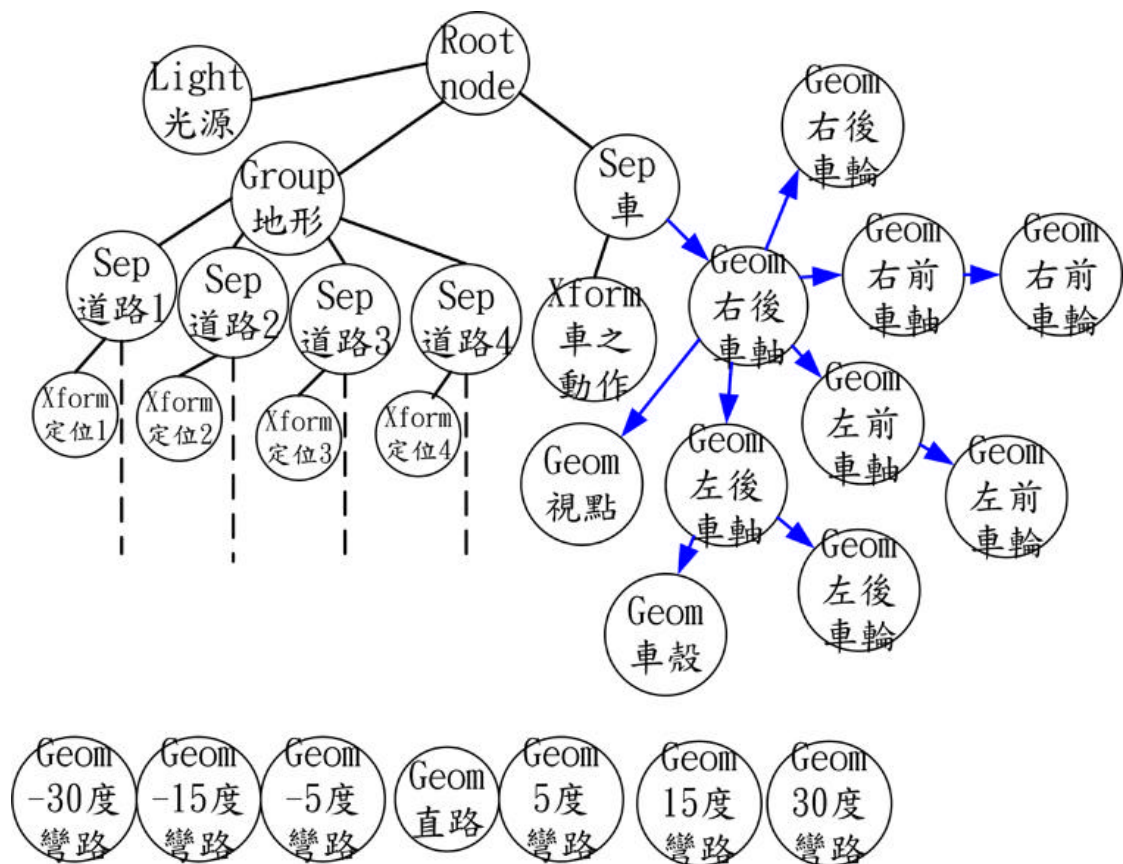 Root
node
Light
光源
Geom
右後
車輪
Group
地形
Sep
車
Geom
右後
車軸
Geom
右前
車軸
Geom
右前
車輪
Sep
道路1
Sep
道路2
Sep
道路3
Sep
道路4
Xform
車之
動作
Xform
定位1
Xform
定位2
Xform
定位3
Xform
定位4
Geom
左前
車軸
Geom
左前
車輪
Geom
視點
Geom
左後
車軸
Geom
左後
車輪
Geom
車殼
Geom
-30度
彎路
Geom
-15度
彎路
Geom
-5度
彎路
Geom
直路
Geom
5度
彎路
Geom
15度
彎路
Geom
30度
彎路